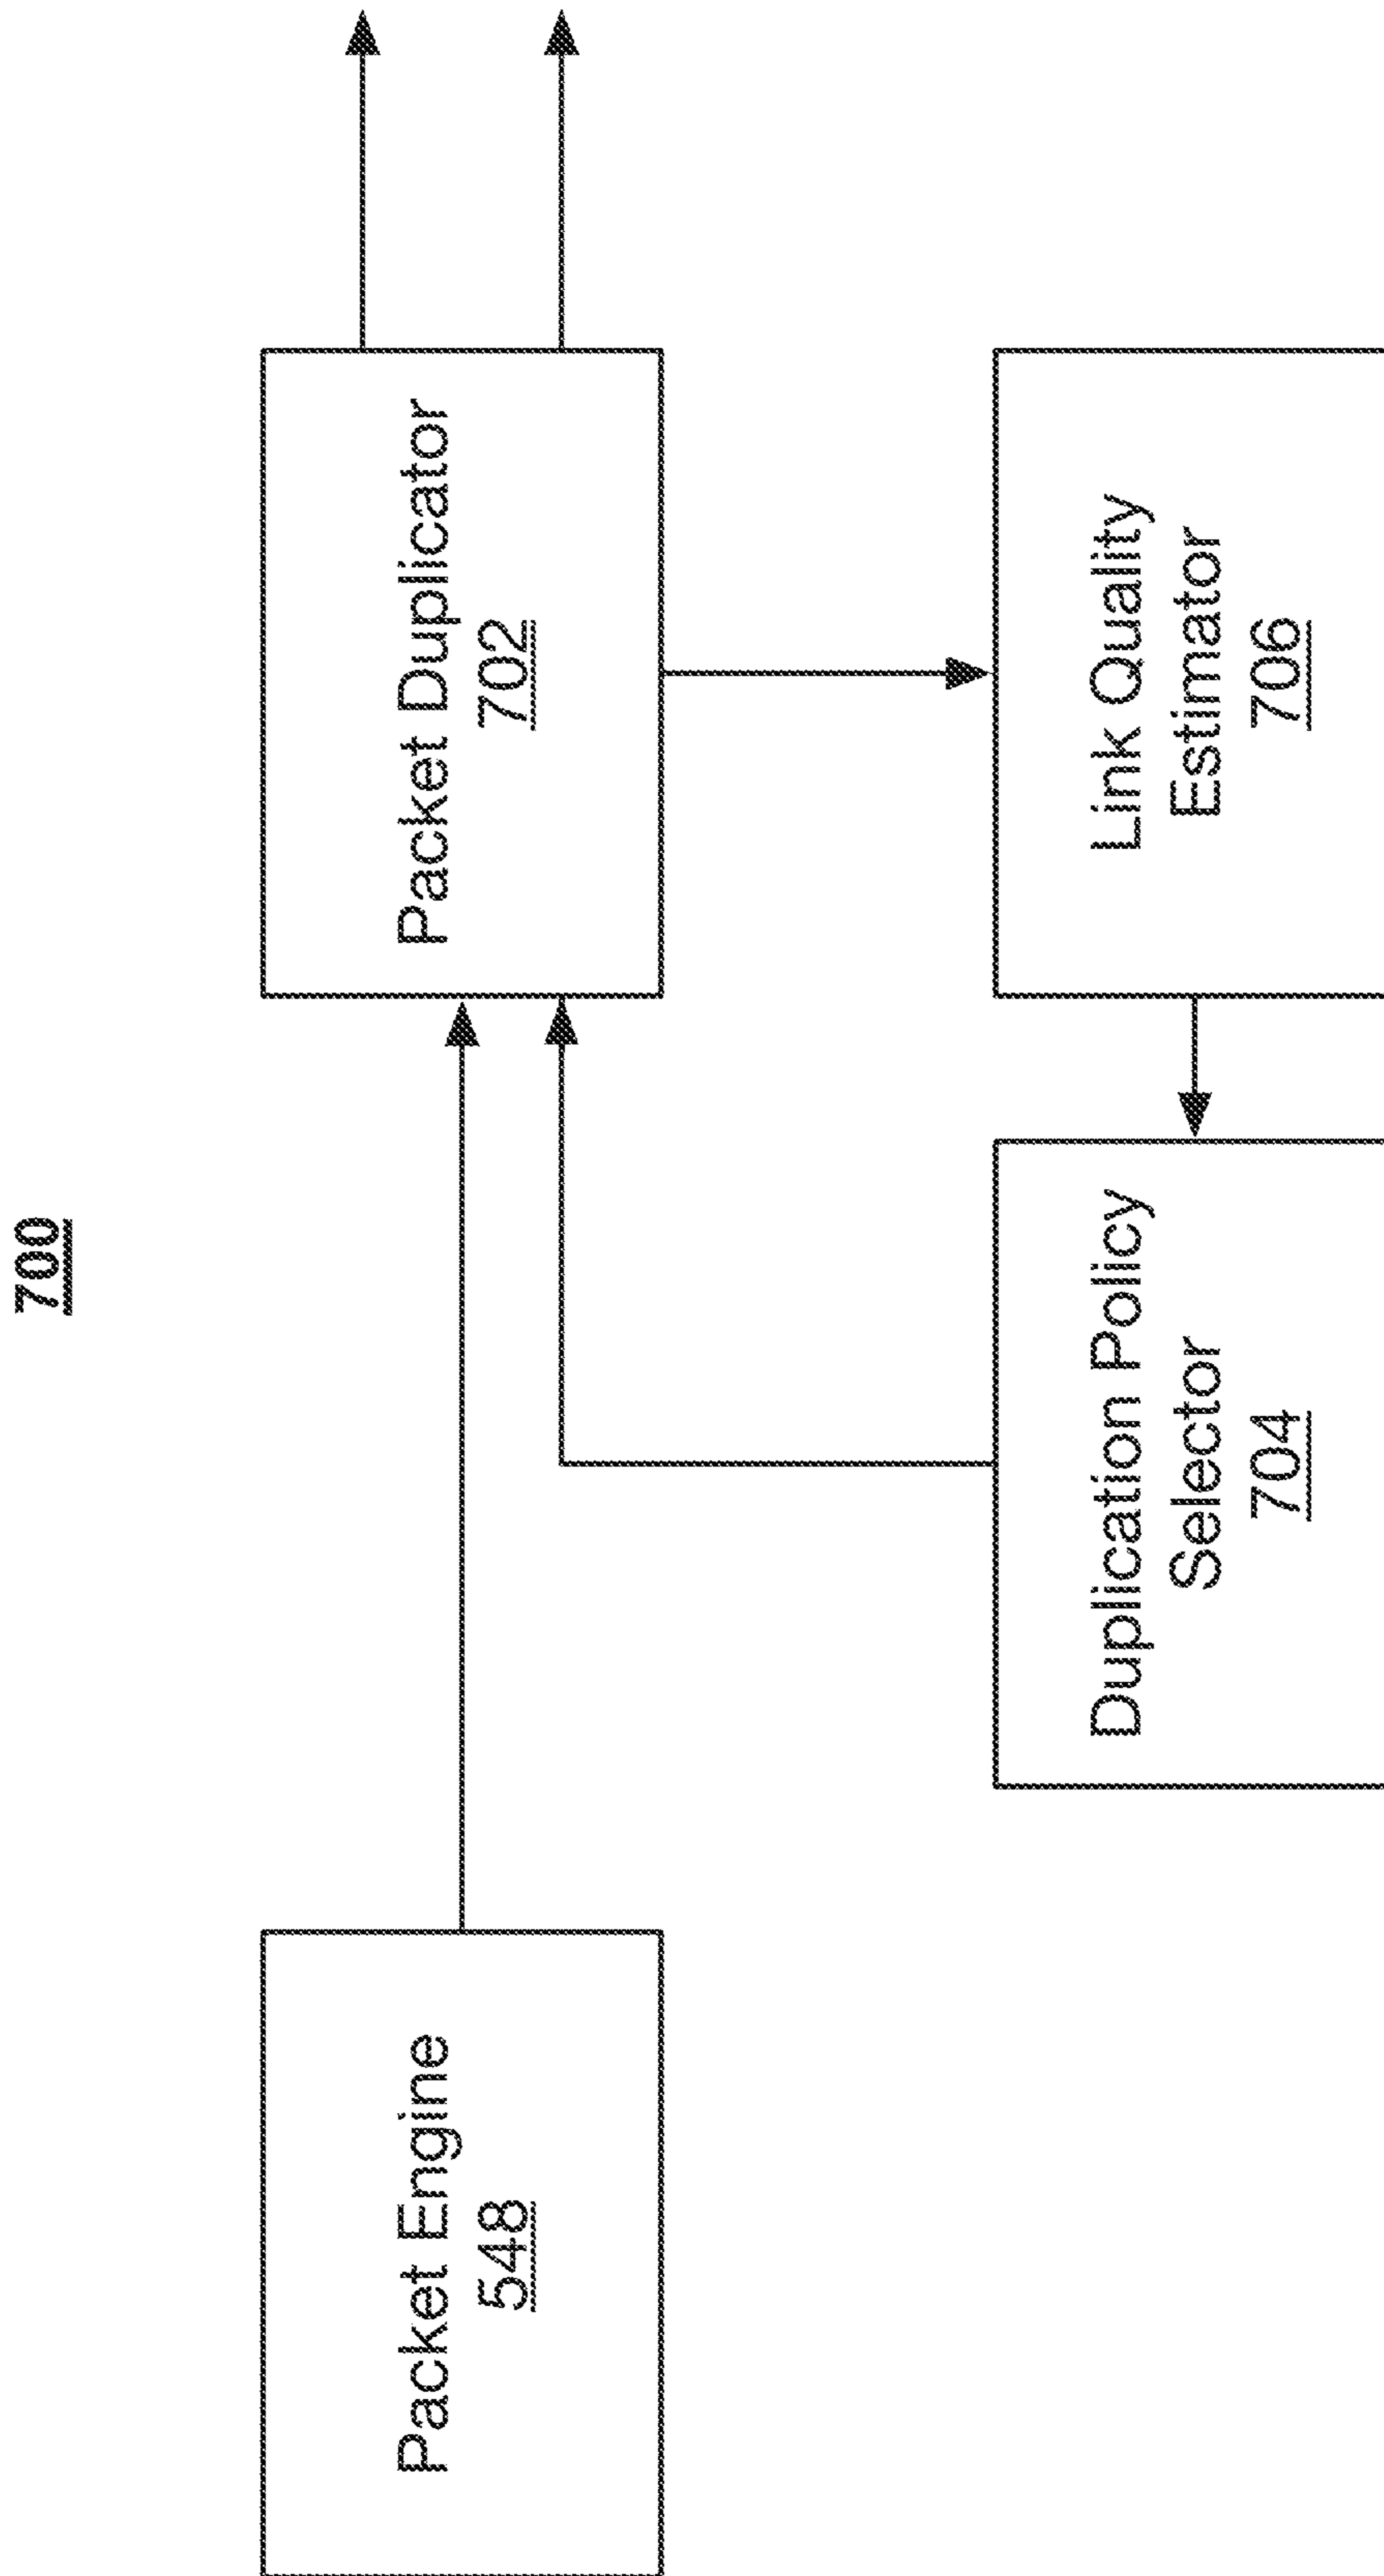 700
Packet Engine
548
Packet Duplicator
702
Duplication Policy
Selector
704
Link Quality
Estimator
706